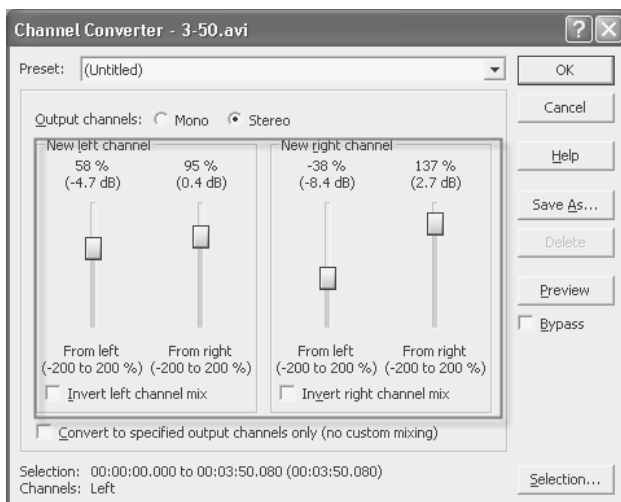 Channel Converter - 3-50.avi
Preset: (Untitled)
OK
Output channels: Mono Stereo
Cancel
New left channel
58 % 95 %
(-4.7 dB) (0.4 dB)
From left From right
(-200 to 200 %) (-200 to 200 %)
Invert left channel mix
New right channel
-38 % 137 %
(-8.4 dB) (2.7 dB)
From left From right
(-200 to 200 %) (-200 to 200 %)
Invert right channel mix
Help
Save As...
Delete
Preview
Bypass
Convert to specified output channels only (no custom mixing)
Selection: 00:00:00.000 to 00:03:50.080 (00:03:50.080)
Channels: Left
Selection...